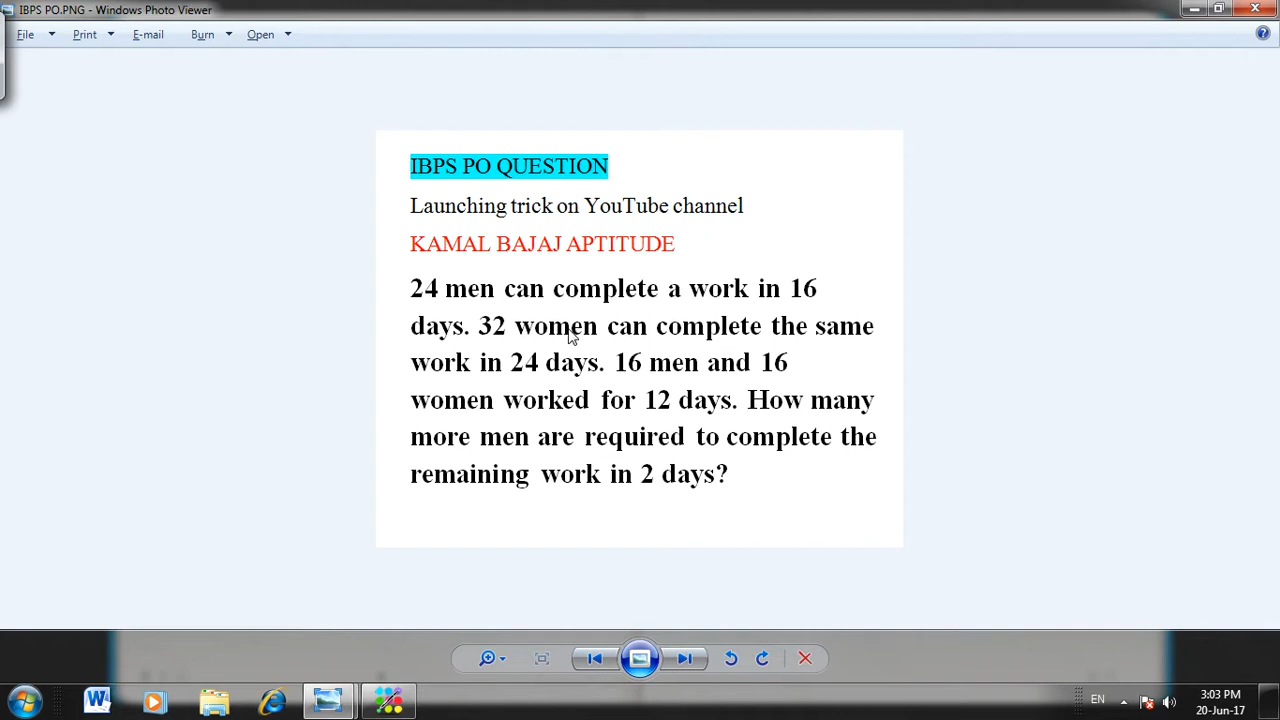 IBPS PO.PNG - Windows Photo Viewer
File Print E-mail Burn Open
IBPS PO QUESTION
Launching trick on YouTube channel
KAMAL BAJAJ APTITUDE
24 men can complete a work in 16
days. 32 women can complete the same
work in 24 days. 16 men and 16
women worked for 12 days. How many
more men are required to complete the
remaining work in 2 days?
EN
3:03 PM
20-Jun-17